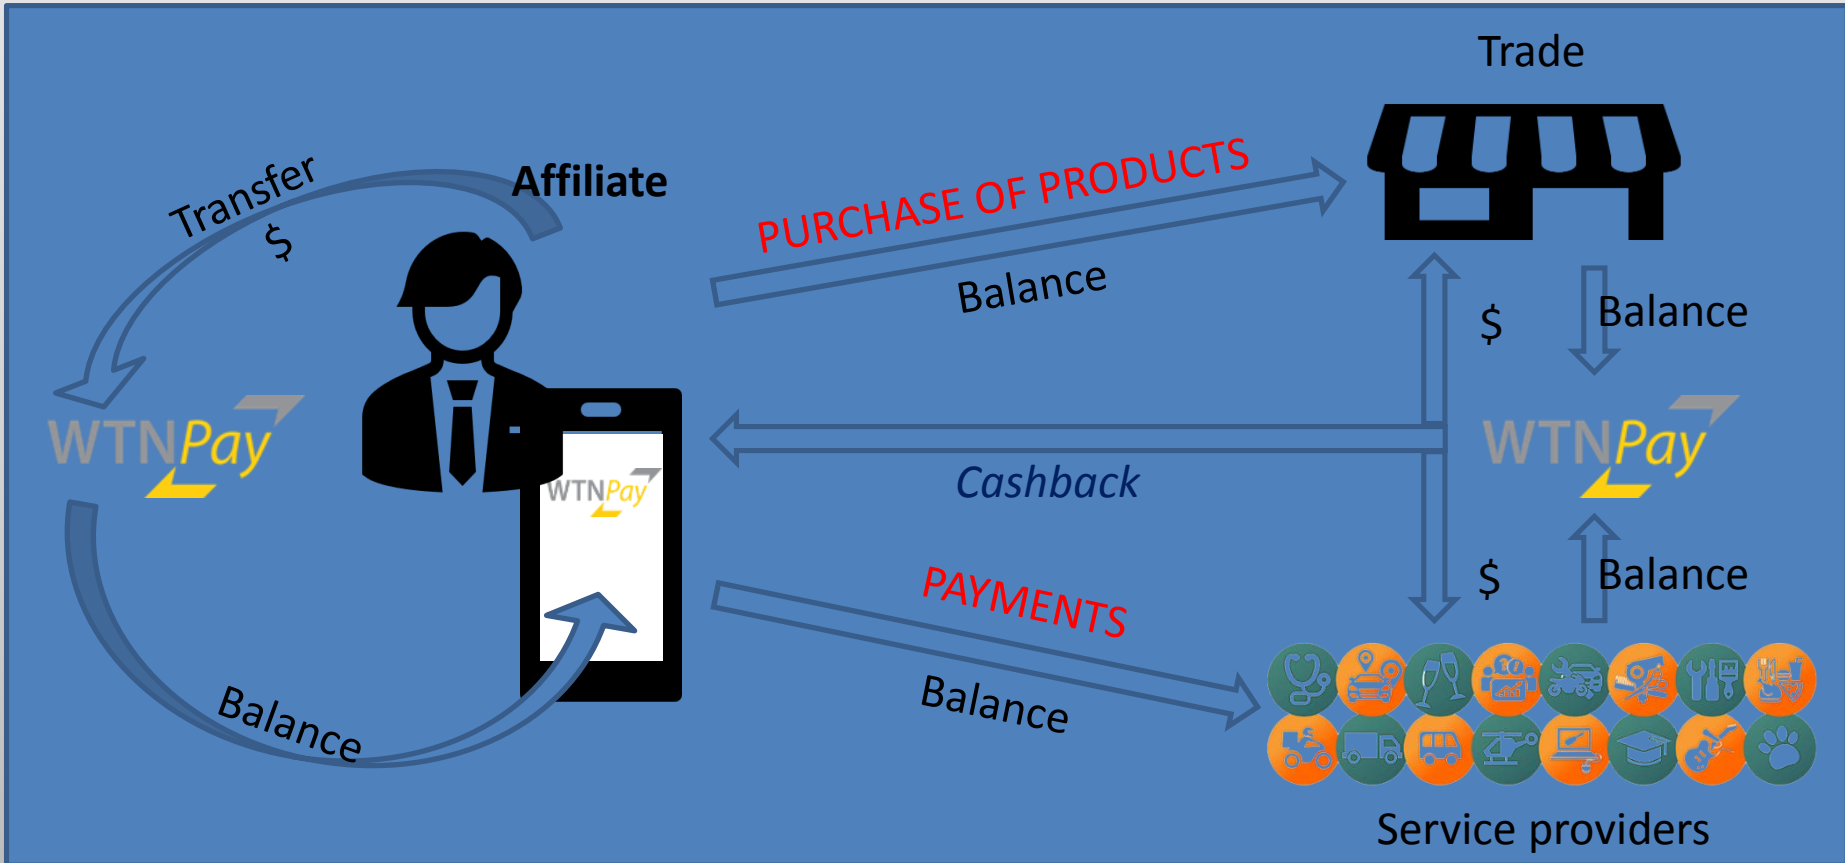 Trade
Affiliate
Transfer
$
PURCHASE OF PRODUCTS
Balance
$
Balance
WTNPay
WTNPay
WTNPay
Cashback
PAYMENTS
Balance
$
Balance
Balance
Service providers